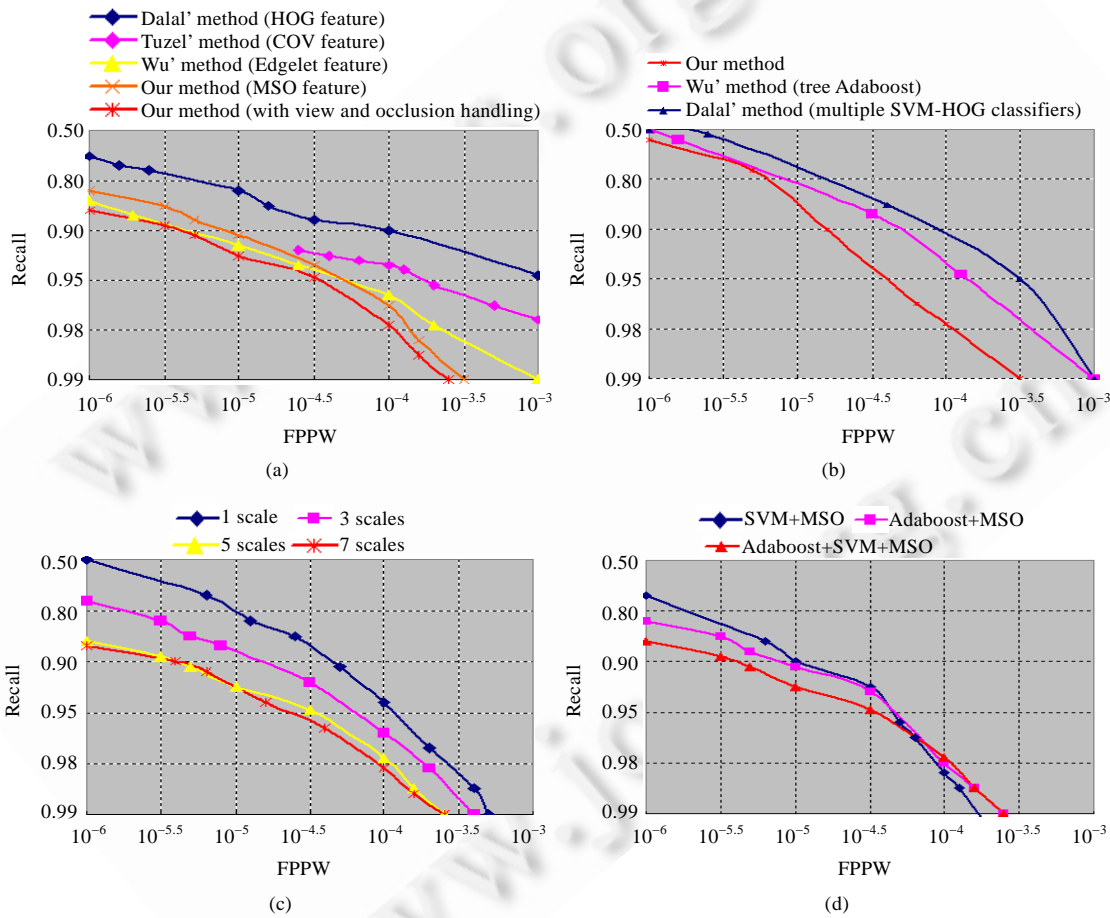 Dalal’ method (HOG feature)
Tuzel’ method (COV feature)
Wu’ method (Edgelet feature)
Our method (MSO feature)
Our method (with view and occlusion handling)
0.50
0.80
0.90
0.95
0.98
0.99
Recall
10⁻⁶ 10⁻⁵·⁵ 10⁻⁵ 10⁻⁴·⁵ 10⁻⁴ 10⁻³·⁵ 10⁻³
FPPW
(a)
Our method
Wu’ method (tree Adaboost)
Dalal’ method (multiple SVM-HOG classifiers)
0.50
0.80
0.90
0.95
0.98
0.99
Recall
10⁻⁶ 10⁻⁵·⁵ 10⁻⁵ 10⁻⁴·⁵ 10⁻⁴ 10⁻³·⁵ 10⁻³
FPPW
(b)
1 scale 3 scales
5 scales 7 scales
0.50
0.80
0.90
0.95
0.98
0.99
Recall
10⁻⁶ 10⁻⁵·⁵ 10⁻⁵ 10⁻⁴·⁵ 10⁻⁴ 10⁻³·⁵ 10⁻³
FPPW
(c)
SVM+MSO Adaboost+MSO
Adaboost+SVM+MSO
0.50
0.80
0.90
0.95
0.98
0.99
Recall
10⁻⁶ 10⁻⁵·⁵ 10⁻⁵ 10⁻⁴·⁵ 10⁻⁴ 10⁻³·⁵ 10⁻³
FPPW
(d)